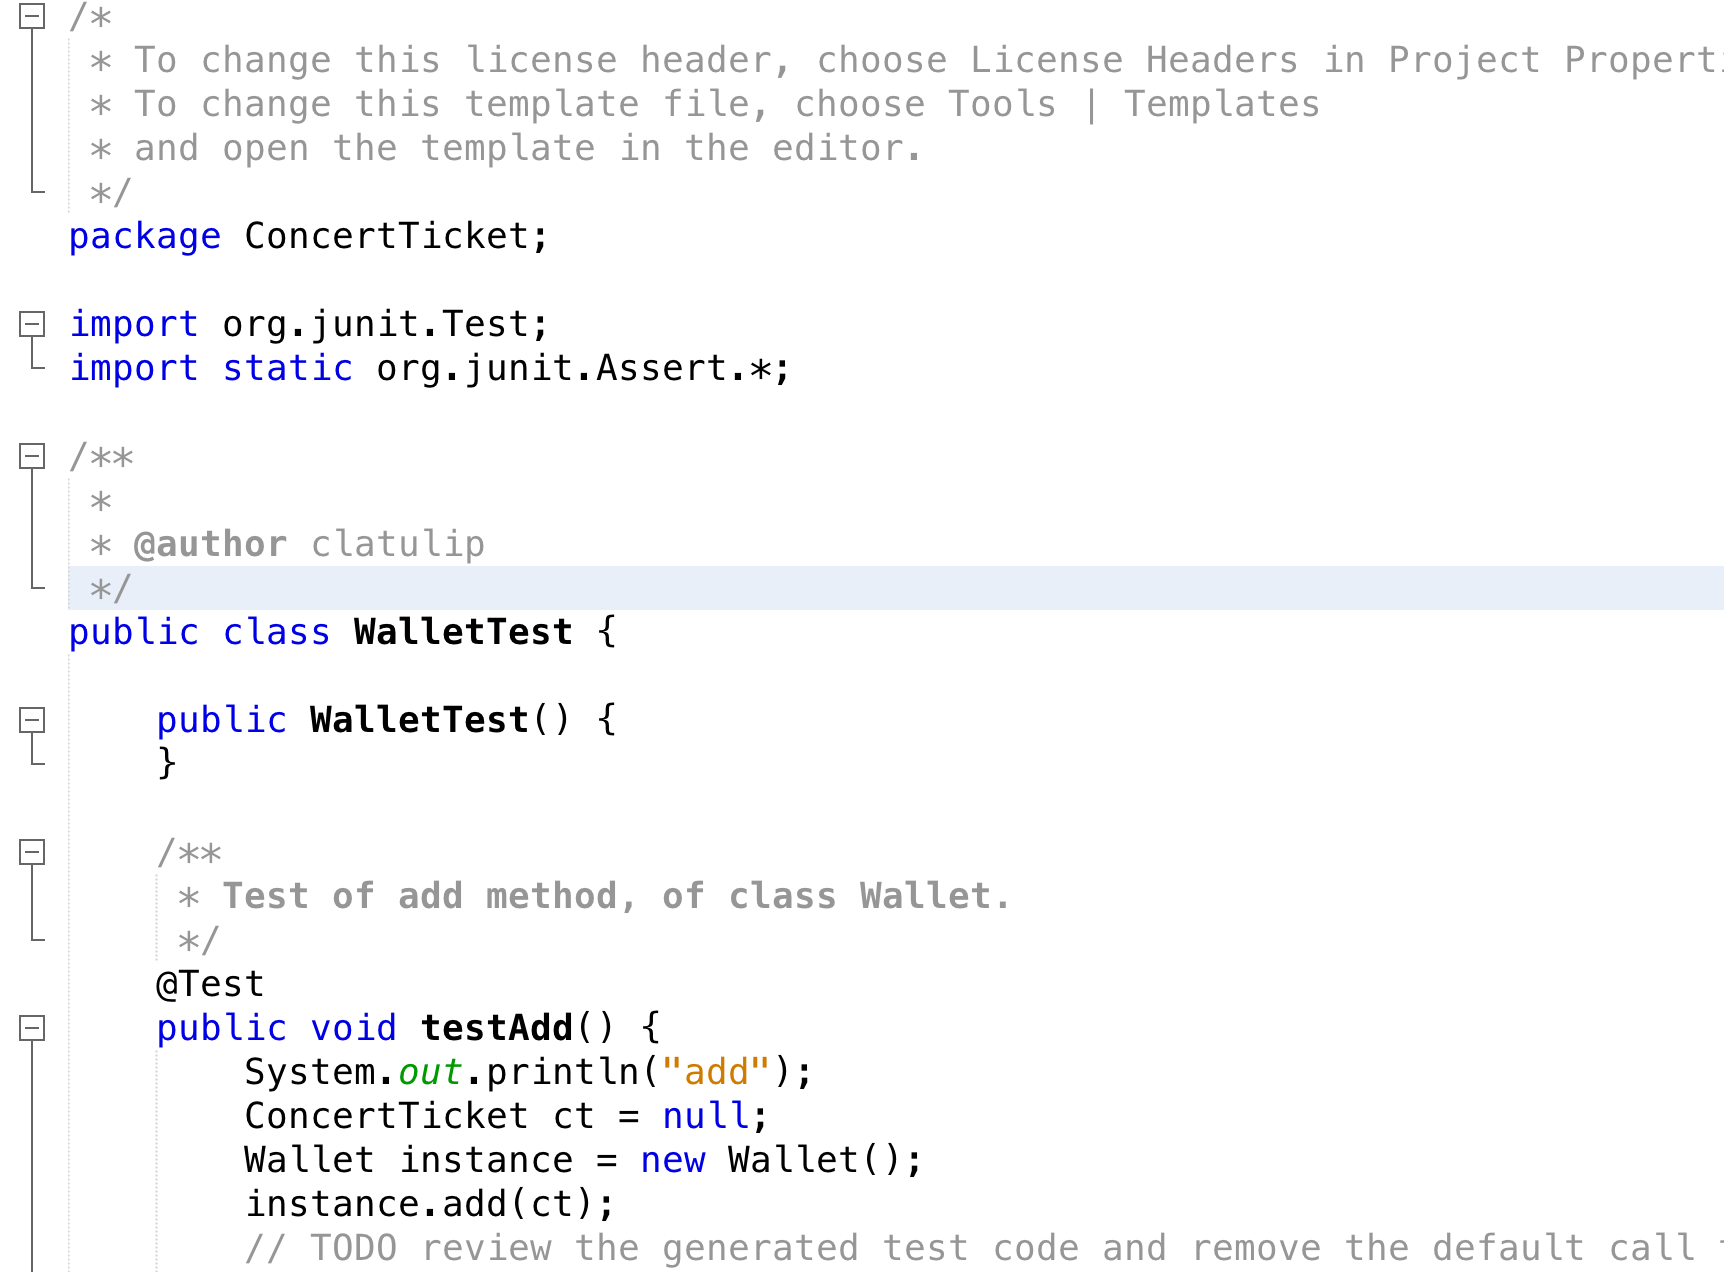 /*
 * To change this license header, choose License Headers in Project Properti
 * To change this template file, choose Tools | Templates
 * and open the template in the editor.
 */
package ConcertTicket;

import org.junit.Test;
import static org.junit.Assert.*;

/**
 *
 * @author clatulip
 */
public class WalletTest {

    public WalletTest() {
    }

    /**
     * Test of add method, of class Wallet.
     */
    @Test
    public void testAdd() {
        System.out.println("add");
        ConcertTicket ct = null;
        Wallet instance = new Wallet();
        instance.add(ct);
        // TODO review the generated test code and remove the default call